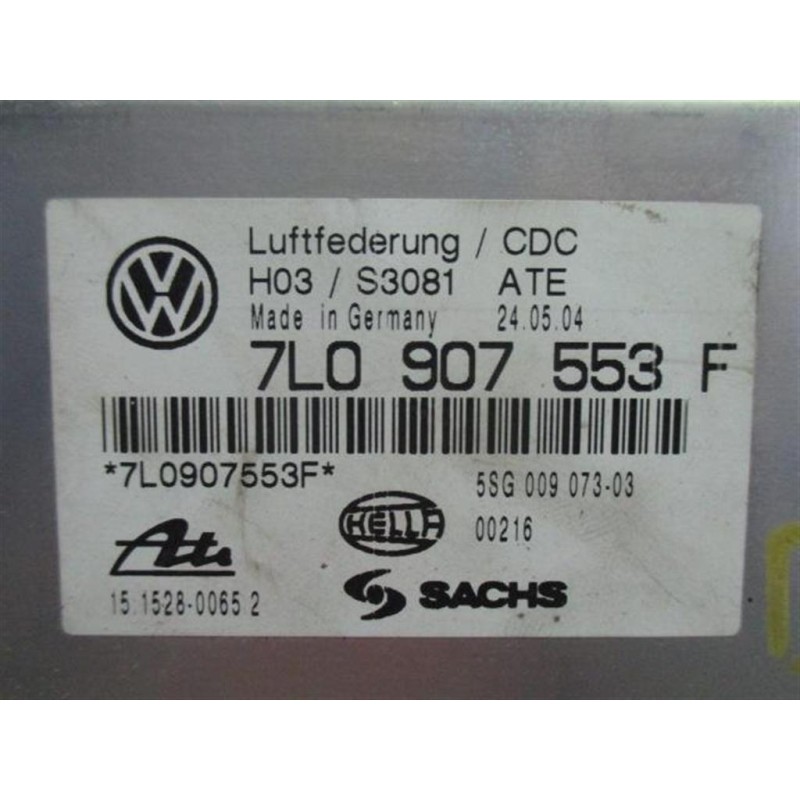 Luftfederung / CDC
H03 / S3081 ATE
Made in Germany 24.05.04
7L0 907 553 F
*7L0907553F*
5SG 009 073-03
HELLA
00216
Ate
SACHS
15.1528-0065.2